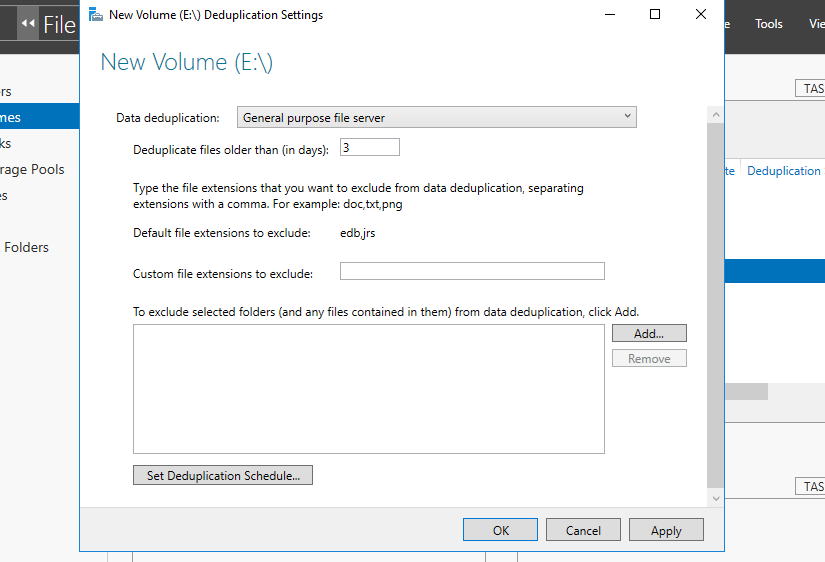 New Volume (E:\) Deduplication Settings
File
e Tools Vie
New Volume (E:\)
TAS
rs
mes
ks
rage Pools
es
Folders
Data deduplication: General purpose file server
Deduplicate files older than (in days): 3
te Deduplication
Type the file extensions that you want to exclude from data deduplication, separating
extensions with a comma. For example: doc,txt,png
Default file extensions to exclude: edb,jrs
Custom file extensions to exclude:
To exclude selected folders (and any files contained in them) from data deduplication, click Add.
Add...
Remove
Set Deduplication Schedule...
TAS
OK Cancel Apply